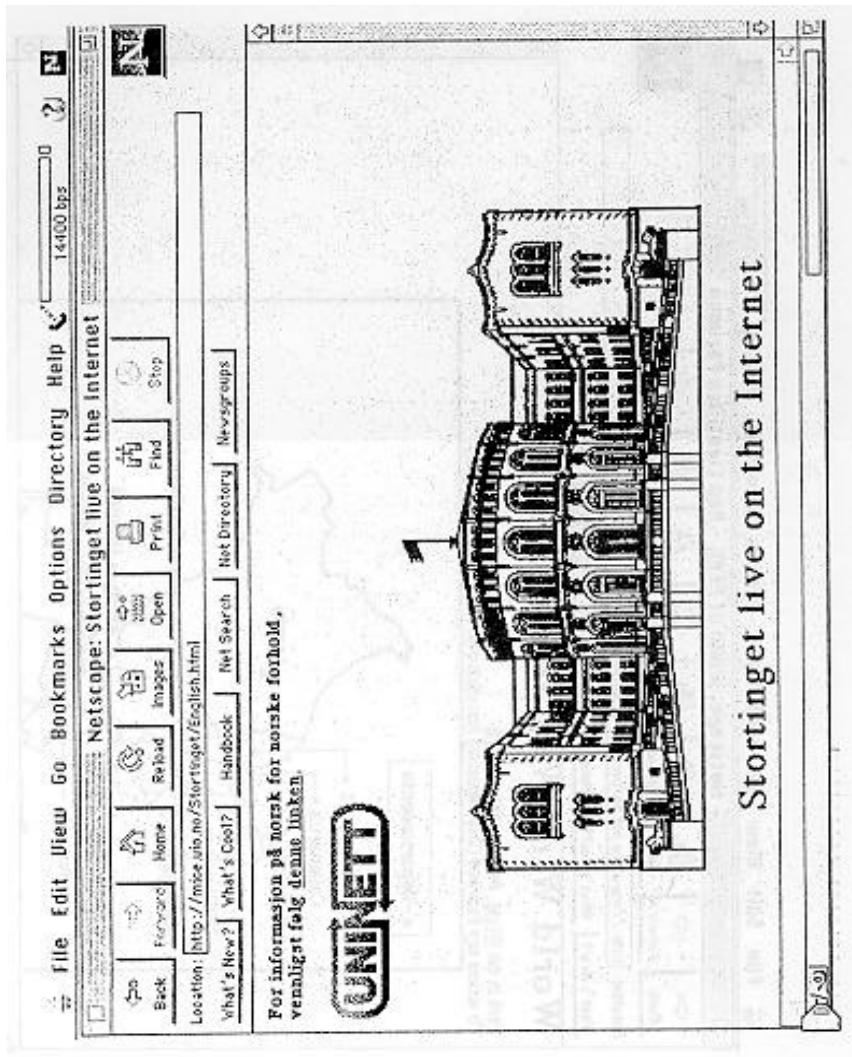 File Edit View Go Bookmarks Options Directory Help 14400 bps
Netscape: Stortinget live on the Internet
Back Forward Home Reload Images Open Print Find Stop
Location: http://mice.uio.no/Stortinget/English.html
What's New? What's Cool? Handbook Net Search Net Directory Newsgroups
For informasjon på norsk for norske forhold,
vennligst følg denne linken.
UNINETT
Stortinget live on the Internet